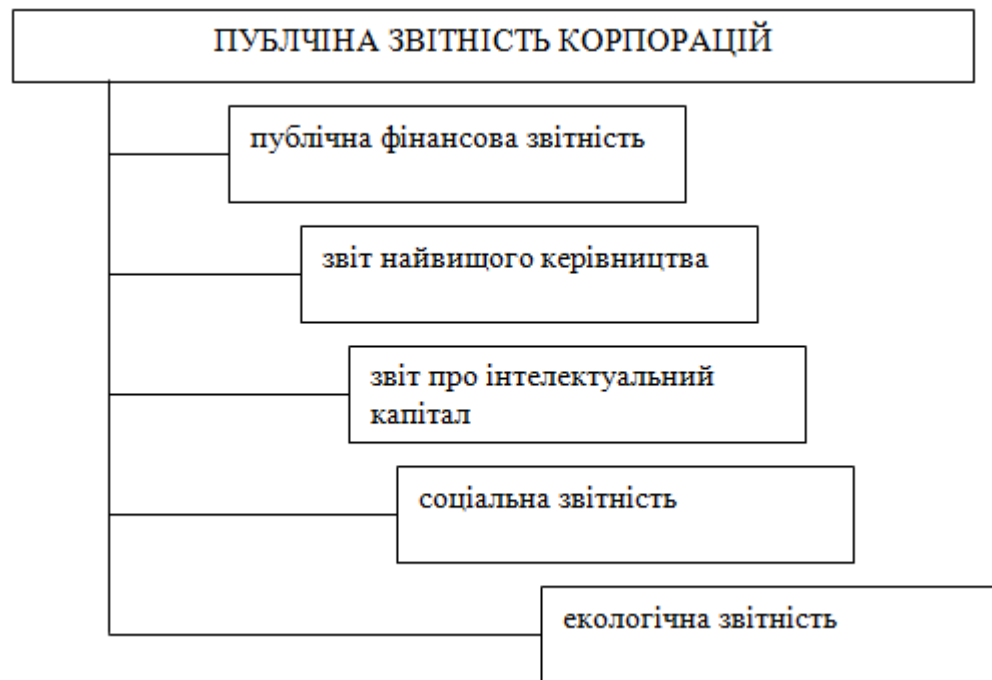 ПУБЛЧІНА ЗВІТНІСТЬ КОРПОРАЦІЙ
публічна фінансова звітність
звіт найвищого керівництва
звіт про інтелектуальний
капітал
соціальна звітність
екологічна звітність